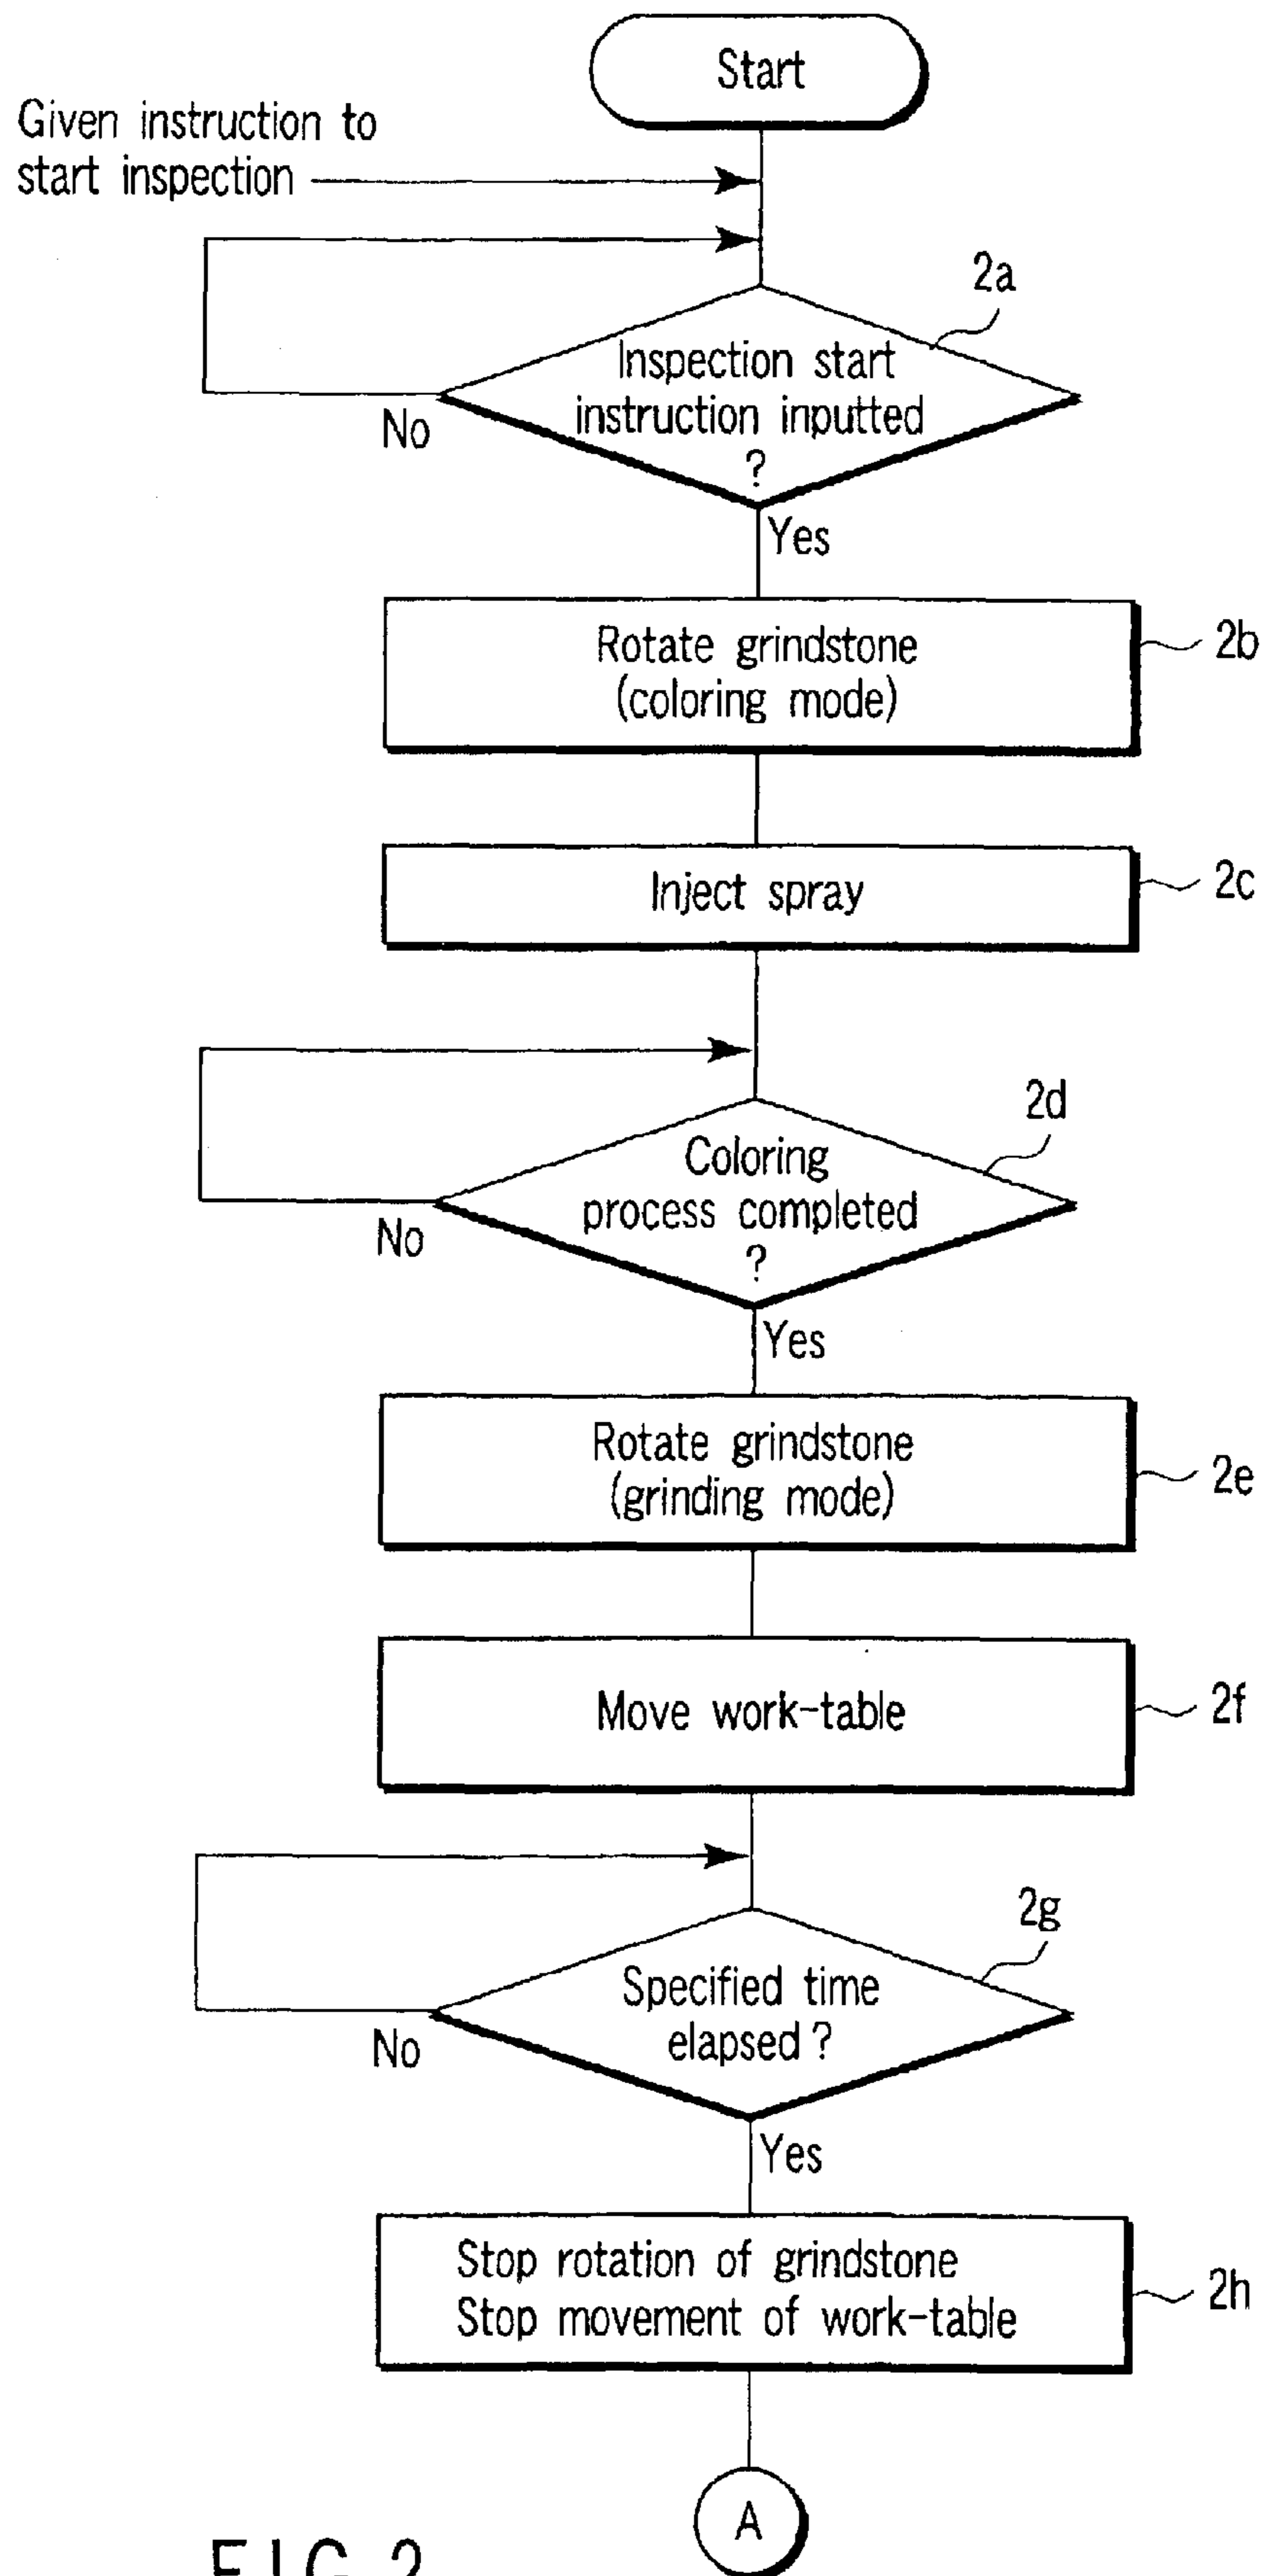 Start
Given instruction to
start inspection
2a
Inspection start
instruction inputted
?
No
Yes
Rotate grindstone
(coloring mode)
2b
Inject spray
2c
2d
Coloring
process completed
?
No
Yes
Rotate grindstone
(grinding mode)
2e
Move work-table
2f
2g
Specified time
elapsed ?
No
Yes
Stop rotation of grindstone
Stop movement of work-table
2h
A
FIG. 2